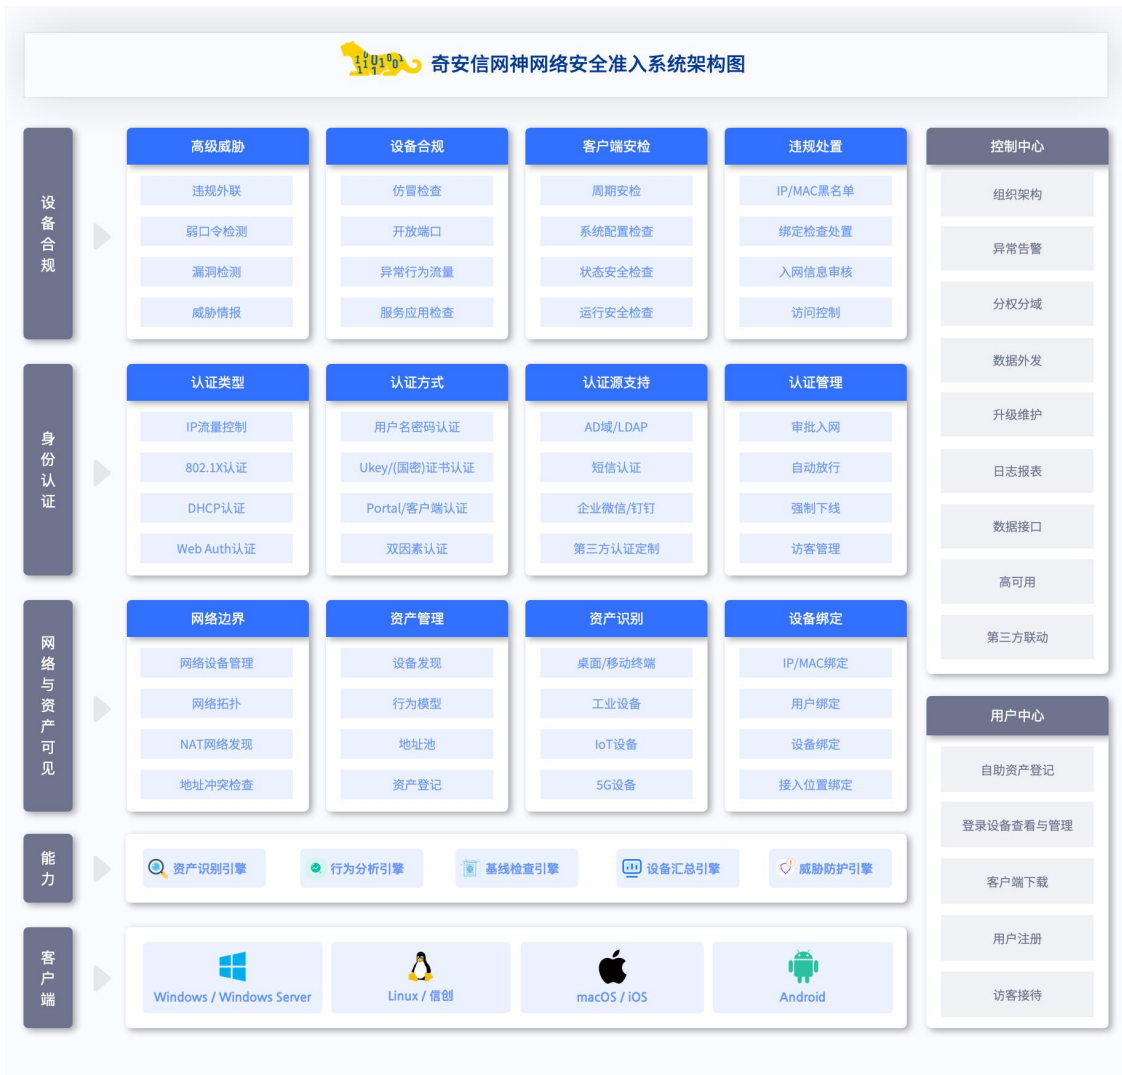 奇安信网神网络安全准入系统架构图
设备合规
高级威胁
违规外联
弱口令检测
漏洞检测
威胁情报
设备合规
仿冒检查
开放端口
异常行为流量
服务应用检查
客户端安检
周期安检
系统配置检查
状态安全检查
运行安全检查
违规处置
IP/MAC黑名单
绑定检查处置
入网信息审核
访问控制
身份认证
认证类型
IP流量控制
802.1X认证
DHCP认证
Web Auth认证
认证方式
用户名密码认证
Ukey/(国密)证书认证
Portal/客户端认证
双因素认证
认证源支持
AD域/LDAP
短信认证
企业微信/钉钉
第三方认证定制
认证管理
审批入网
自动放行
强制下线
访客管理
网络与资产可见
网络边界
网络设备管理
网络拓扑
NAT网络发现
地址冲突检查
资产管理
设备发现
行为模型
地址池
资产登记
资产识别
桌面/移动终端
工业设备
IoT设备
5G设备
设备绑定
IP/MAC绑定
用户绑定
设备绑定
接入位置绑定
能力
资产识别引擎
行为分析引擎
基线检查引擎
设备汇总引擎
威胁防护引擎
客户端
Windows / Windows Server
Linux / 信创
macOS / iOS
Android
控制中心
组织架构
异常告警
分权分域
数据外发
升级维护
日志报表
数据接口
高可用
第三方联动
用户中心
自助资产登记
登录设备查看与管理
客户端下载
用户注册
访客接待